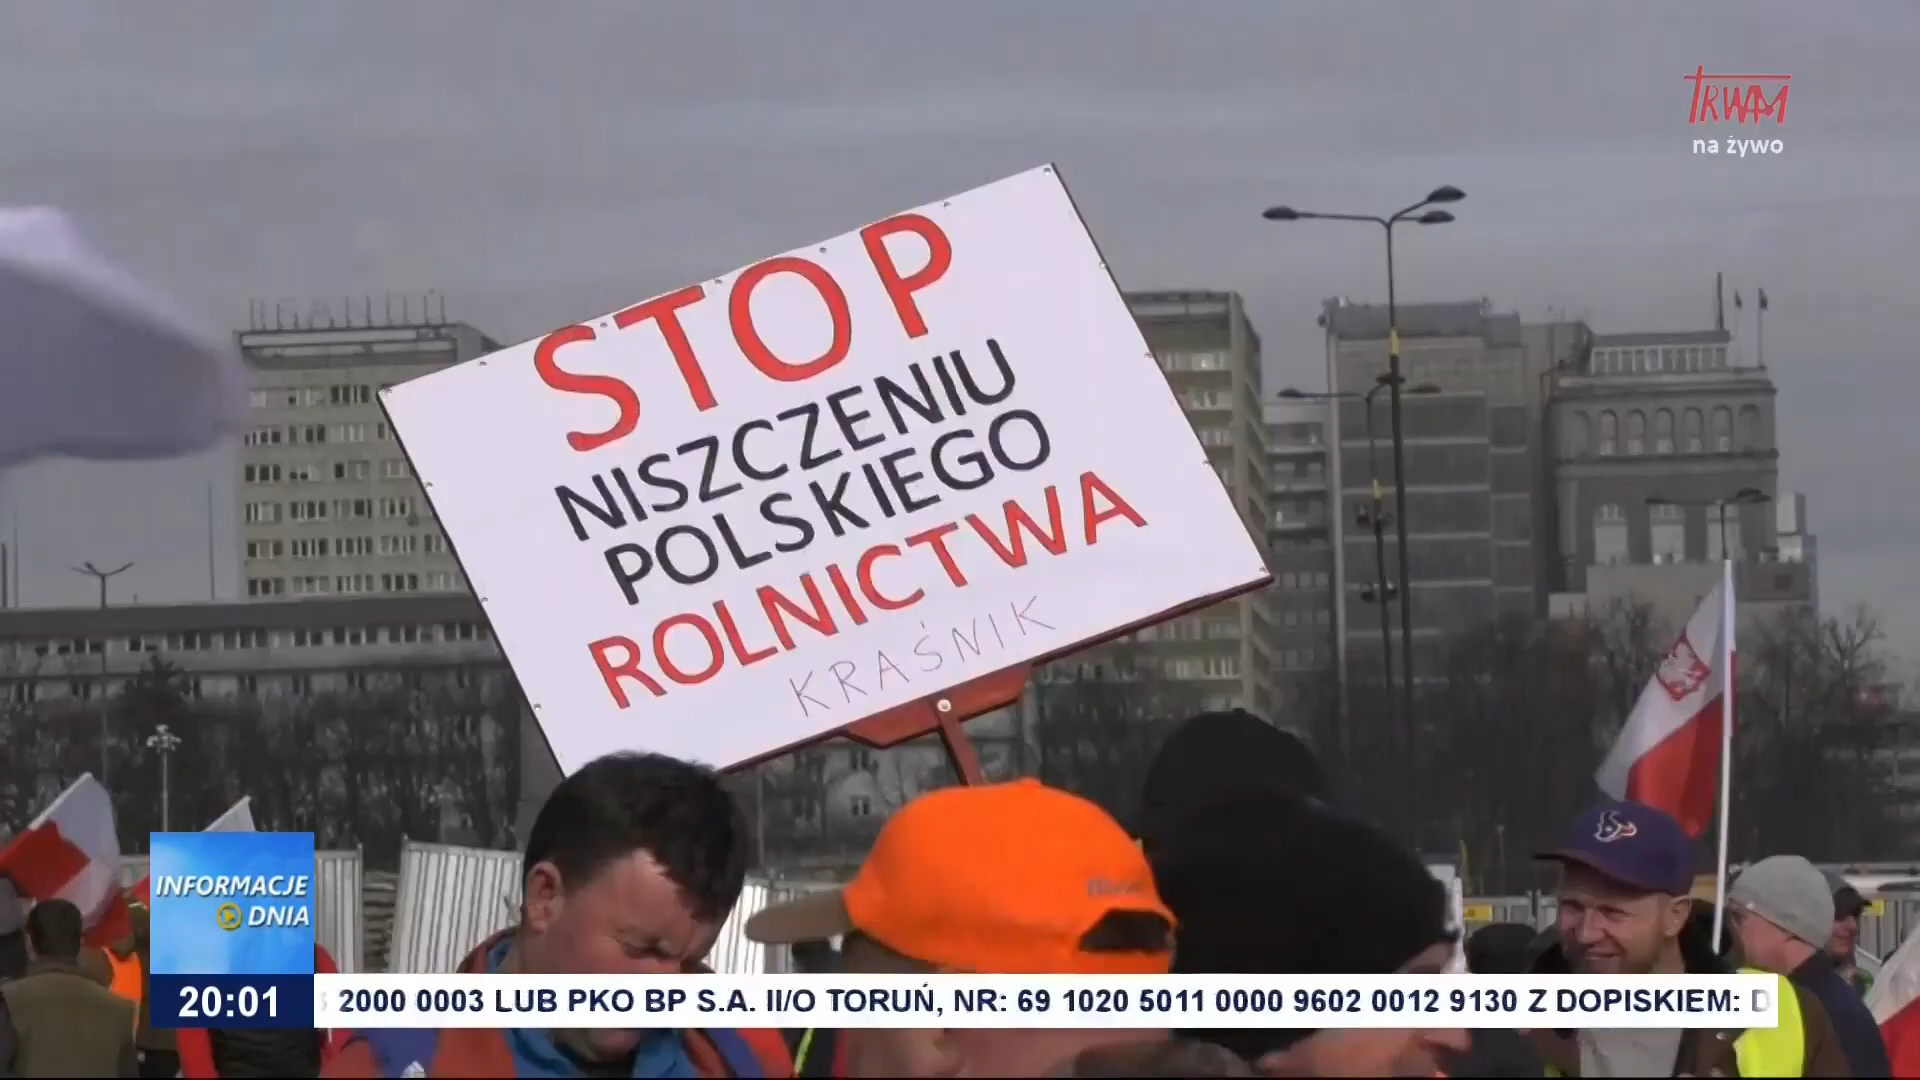 TRWAM
na żywo
STOP
NISZCZENIU
POLSKIEGO
ROLNICTWA
KRAŚNIK
INFORMACJE
DNIA
20:01
2000 0003 LUB PKO BP S.A. II/O TORUŃ, NR: 69 1020 5011 0000 9602 0012 9130 Z DOPISKIEM: D